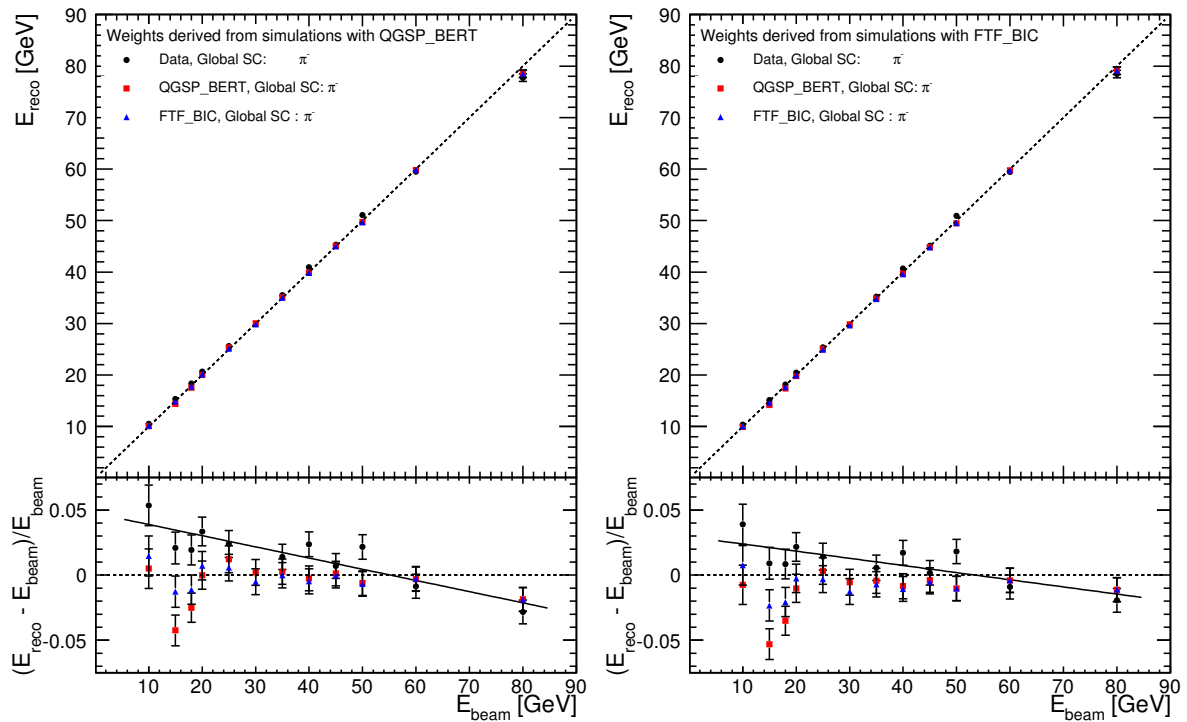 Weights derived from simulations with QGSP_BERT
Data, Global SC: π-
QGSP_BERT, Global SC: π-
FTF_BIC, Global SC : π-
E_reco [GeV]
90
80
70
60
50
40
30
20
10
(E_reco - E_beam)/E_beam
0.05
0
-0.05
10 20 30 40 50 60 70 80 90
E_beam [GeV]
Weights derived from simulations with FTF_BIC
Data, Global SC: π-
QGSP_BERT, Global SC: π-
FTF_BIC, Global SC : π-
E_reco [GeV]
90
80
70
60
50
40
30
20
10
(E_reco - E_beam)/E_beam
0.05
0
-0.05
10 20 30 40 50 60 70 80 90
E_beam [GeV]